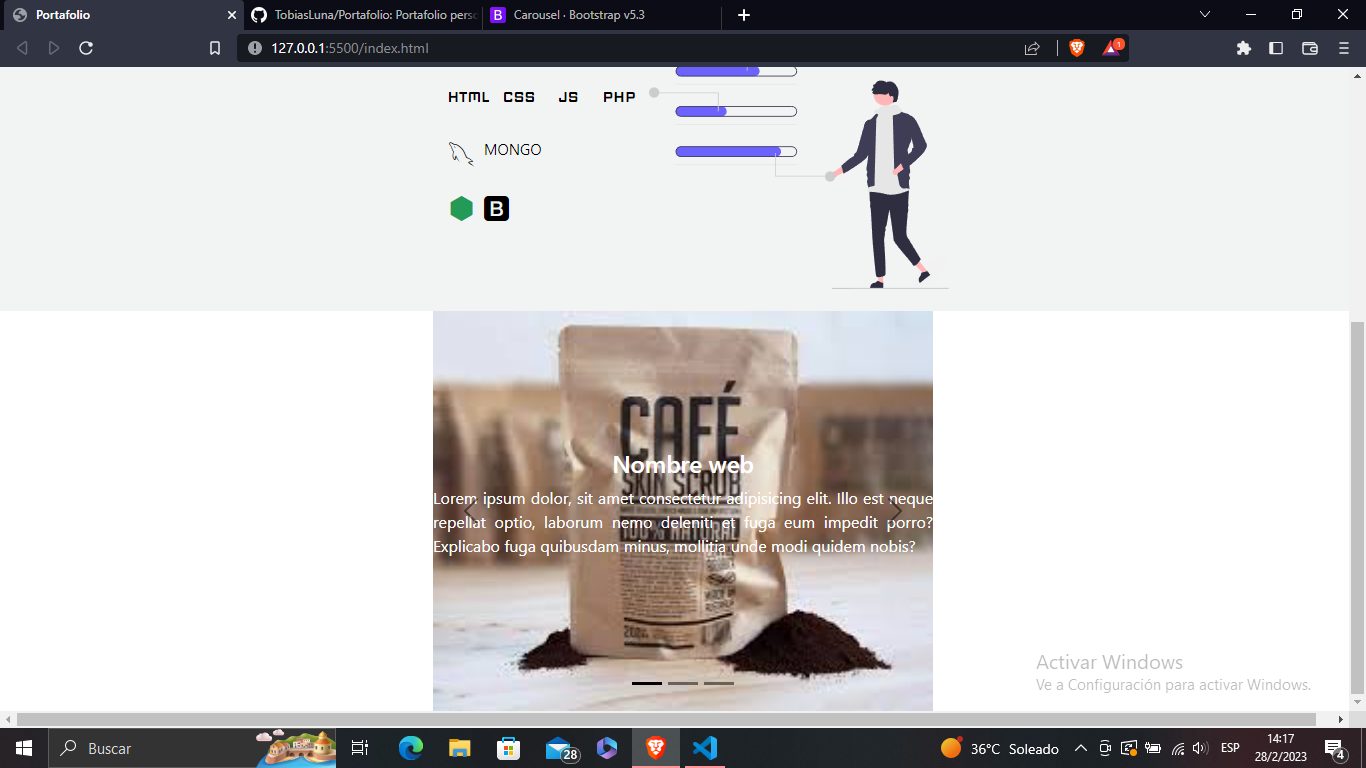 Portafolio
TobiasLuna/Portafolio: Portafolio perso
B Carousel · Bootstrap v5.3
127.0.0.1:5500/index.html
1
HTML CSS JS PHP
MONGO
B
CAFÉ
Nombre web
SKIN SCRUB
Lorem ipsum dolor, sit amet consectetur adipisicing elit. Illo est neque
repellat optio, laborum nemo deleniti et fuga eum impedit porro?
100% NATURAL
Explicabo fuga quibusdam minus, mollitia unde modi quidem nobis?
Activar Windows
Ve a Configuración para activar Windows.
Buscar
28
36°C Soleado
ESP
14:17
28/2/2023
4